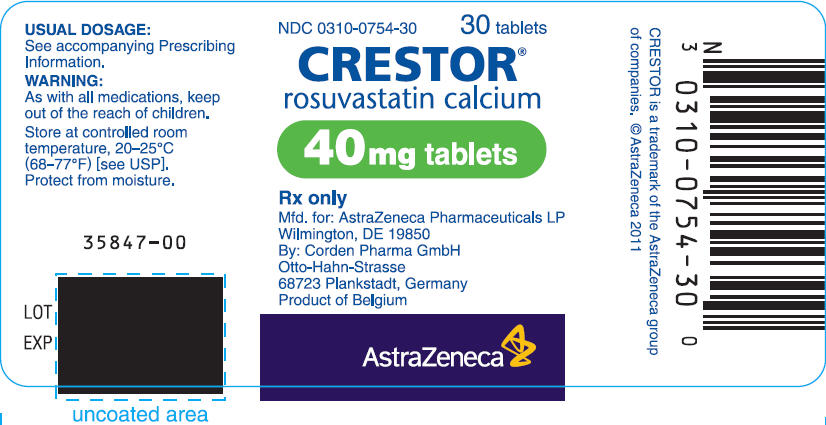 USUAL DOSAGE:
See accompanying Prescribing
Information.
WARNING:
As with all medications, keep
out of the reach of children.
Store at controlled room
temperature, 20–25°C
(68–77°F) [see USP].
Protect from moisture.
35847-00
LOT
EXP
uncoated area
NDC 0310-0754-30 30 tablets
CRESTOR®
rosuvastatin calcium
40 mg tablets
Rx only
Mfd. for: AstraZeneca Pharmaceuticals LP
Wilmington, DE 19850
By: Corden Pharma GmbH
Otto-Hahn-Strasse
68723 Plankstadt, Germany
Product of Belgium
AstraZeneca
CRESTOR is a trademark of the AstraZeneca group
of companies. © AstraZeneca 2011
N
3 0310-0754-30 0